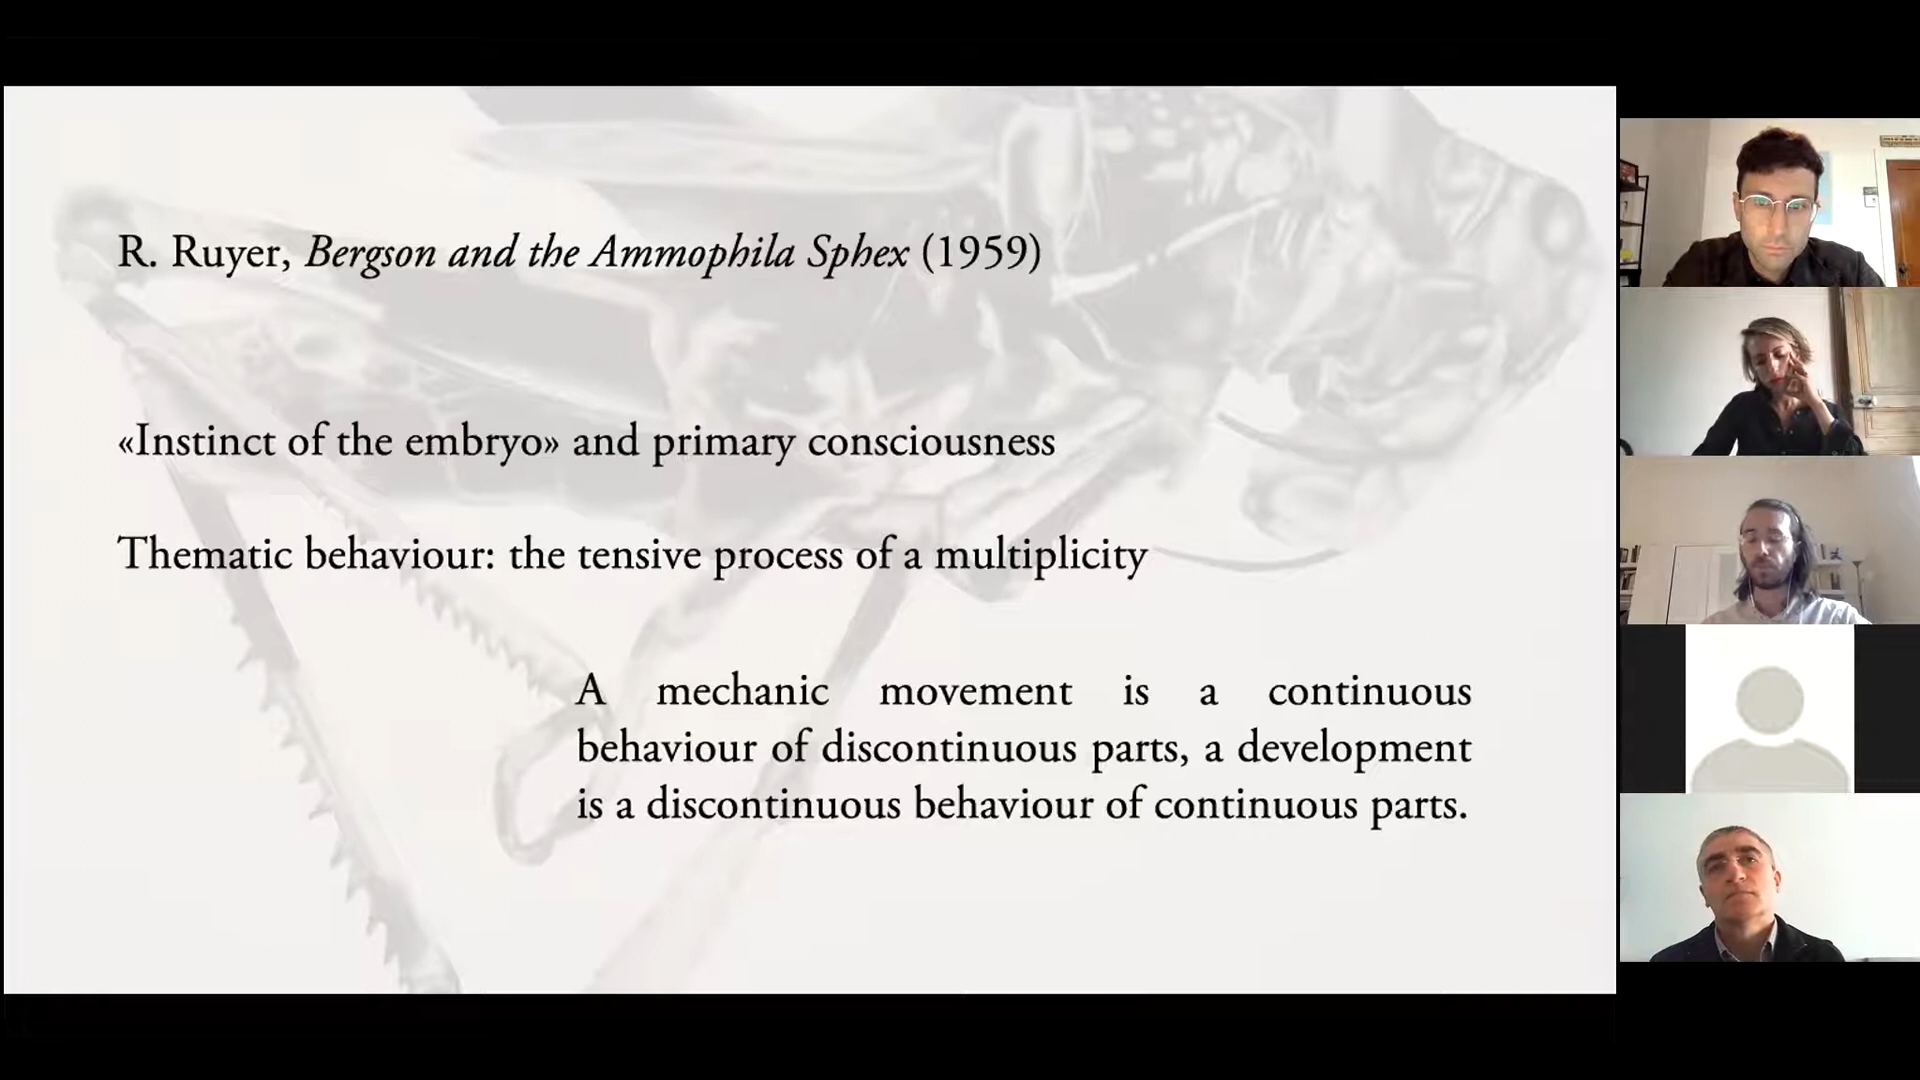 R. Ruyer, Bergson and the Ammophila Sphex (1959)
«Instinct of the embryo» and primary consciousness
Thematic behaviour: the tensive process of a multiplicity
A mechanic movement is a continuous
behaviour of discontinuous parts, a development
is a discontinuous behaviour of continuous parts.